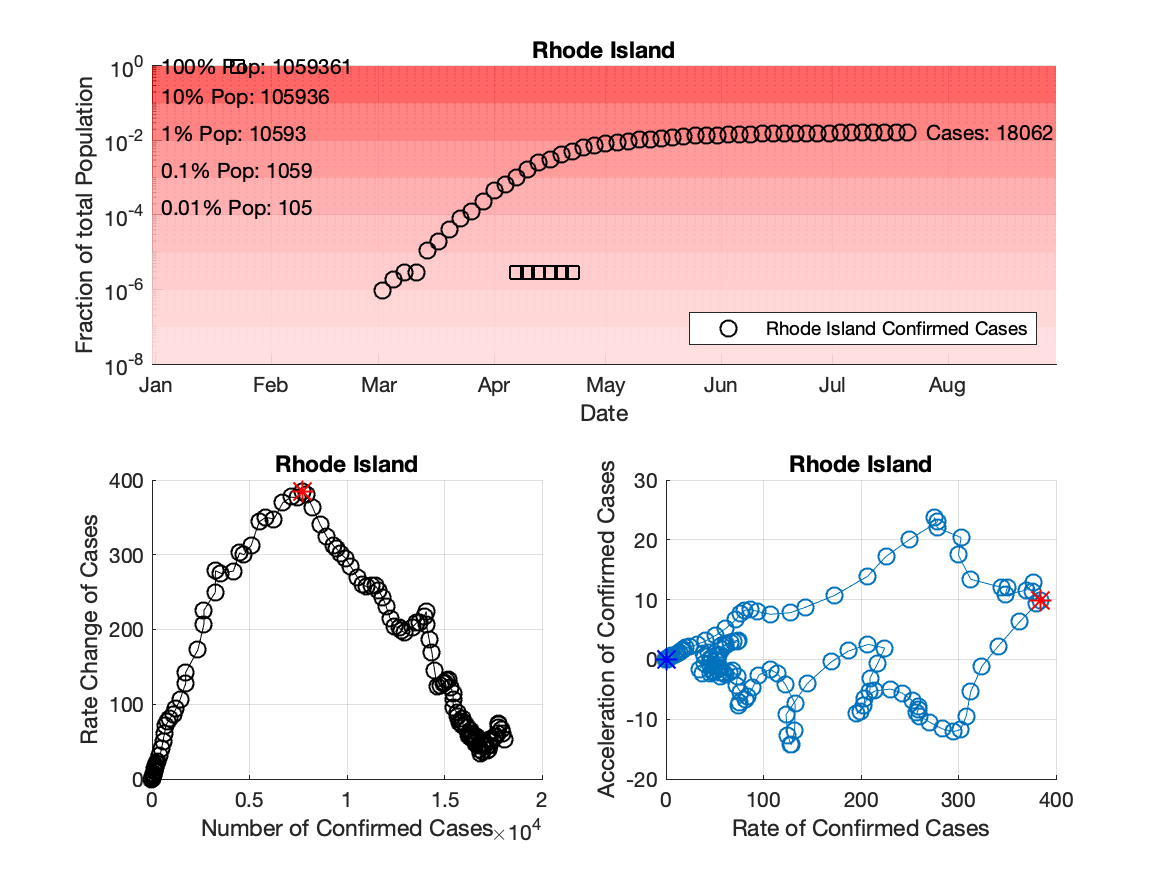 Rhode Island
10^0
10^-2
10^-4
10^-6
10^-8
Fraction of total Population
100% Pop: 1059361
10% Pop: 105936
1% Pop: 10593
0.1% Pop: 1059
0.01% Pop: 105
Cases: 18062
Rhode Island Confirmed Cases
Jan Feb Mar Apr May Jun Jul Aug
Date
Rhode Island
400
300
200
100
0
Rate Change of Cases
0 0.5 1 1.5 2
Number of Confirmed Cases ×10^4
Rhode Island
30
20
10
0
-10
-20
Acceleration of Confirmed Cases
0 100 200 300 400
Rate of Confirmed Cases